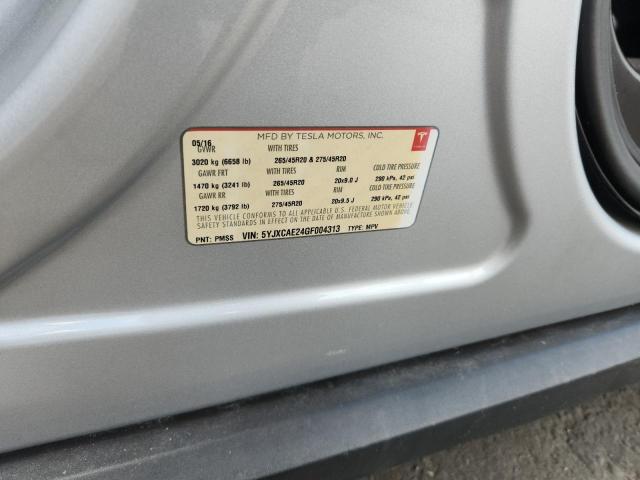 MFD BY TESLA MOTORS, INC.
05/16
GVWR WITH TIRES
3020 kg (6658 lb) 265/45R20 & 275/45R20
GAWR FRT WITH TIRES RIM COLD TIRE PRESSURE
1470 kg (3241 lb) 265/45R20 20x9.0 J 290 kPa, 42 psi
GAWR RR WITH TIRES RIM COLD TIRE PRESSURE
1720 kg (3792 lb) 275/45R20 20x9.5 J 290 kPa, 42 psi
THIS VEHICLE CONFORMS TO ALL APPLICABLE U.S. FEDERAL MOTOR VEHICLE
SAFETY STANDARDS IN EFFECT ON THE DATE OF MANUFACTURE SHOWN ABOVE.
PNT: PMSS VIN: 5YJXCAE24GF004313 TYPE: MPV